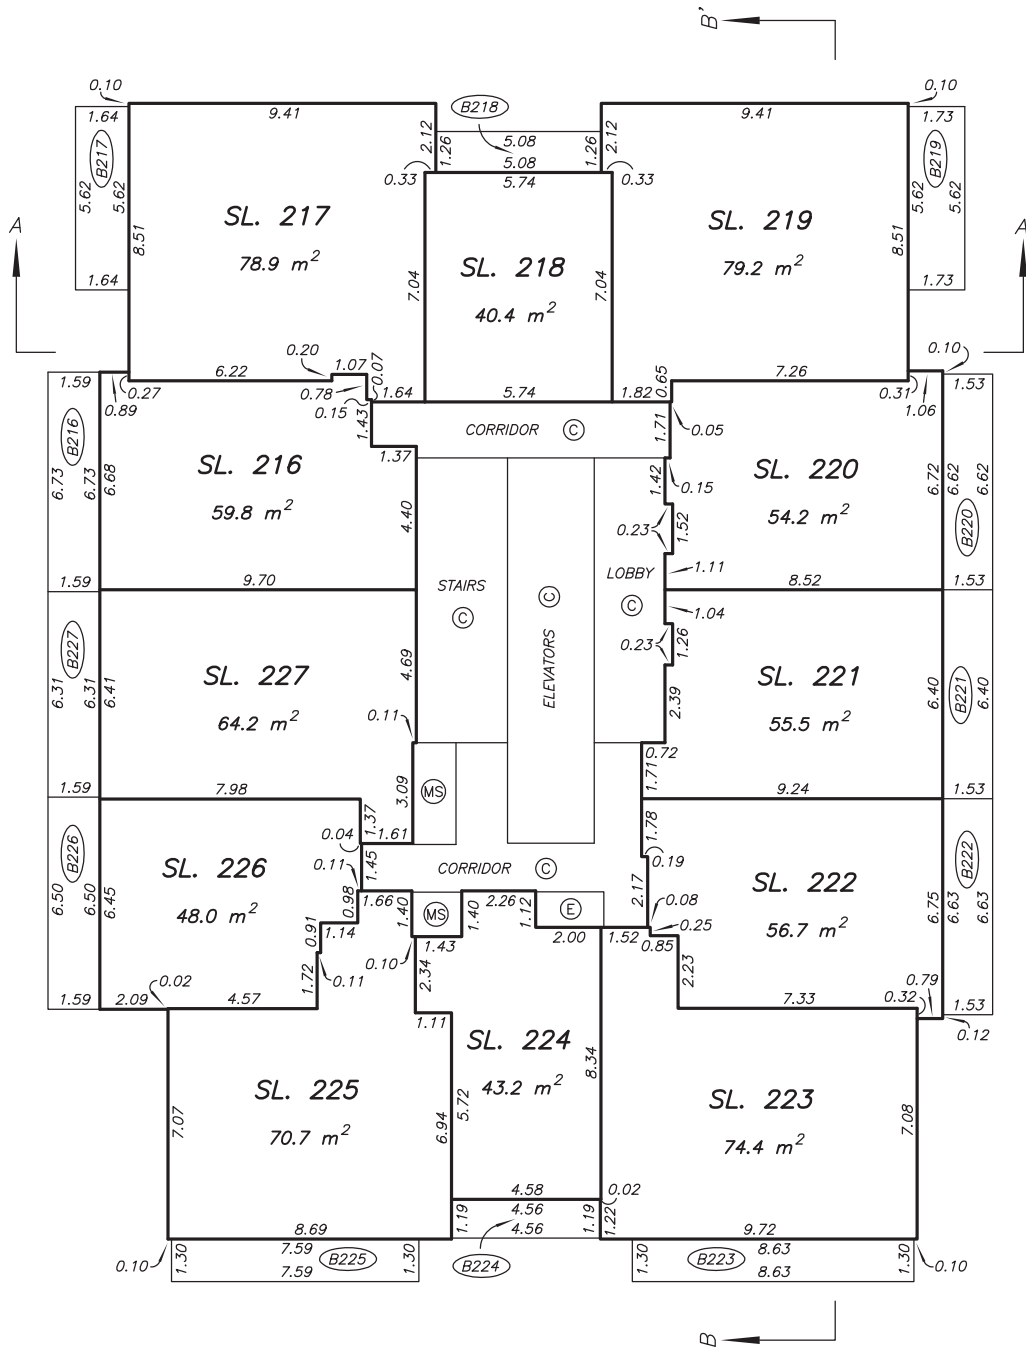 B'
0.10
0.10
1.64
9.41
B218
9.41
1.73
B217
2.12
1.26
5.08
1.26
2.12
B219
5.08
0.33
5.74
0.33
5.62
5.62
SL. 217
SL. 219
5.62
5.62
A
8.51
78.9 m²
SL. 218
79.2 m²
8.51
A'
7.04
40.4 m²
7.04
1.64
1.73
0.20
1.07
0.07
0.10
1.59
6.22
0.78
1.64
5.74
1.82
0.65
7.26
0.31
1.53
0.89
0.27
0.15
1.43
CORRIDOR
C
1.71
0.05
1.06
B216
SL. 216
1.37
SL. 220
6.73
6.73
6.68
59.8 m²
4.40
1.42
0.15
54.2 m²
6.72
6.62
6.62
B220
0.23
1.52
STAIRS
LOBBY
1.11
1.59
9.70
C
C
C
8.52
1.53
ELEVATORS
1.04
B227
0.23
1.26
SL. 227
4.69
SL. 221
6.31
6.31
6.41
64.2 m²
2.39
55.5 m²
6.40
B221
6.40
0.11
0.72
1.59
7.98
3.09
MS
1.71
9.24
1.53
0.04
1.37
1.61
1.78
B226
SL. 226
0.11
1.45
CORRIDOR
C
0.19
SL. 222
B222
6.50
6.50
6.45
48.0 m²
0.98
1.66
1.40
MS
1.40
2.26
1.12
E
2.17
0.08
56.7 m²
6.75
6.63
6.63
0.91
1.14
1.43
2.00
1.52
0.25
0.85
0.02
1.72
0.11
0.10
2.34
2.23
0.79
1.59
2.09
4.57
7.33
0.32
1.53
1.11
0.12
SL. 224
SL. 225
5.72
43.2 m²
8.34
SL. 223
7.07
70.7 m²
6.94
74.4 m²
7.08
4.58
0.02
1.19
4.56
1.19
1.22
8.69
4.56
9.72
0.10
1.30
7.59
B225
1.30
B224
1.30
B223
8.63
1.30
0.10
7.59
8.63
B